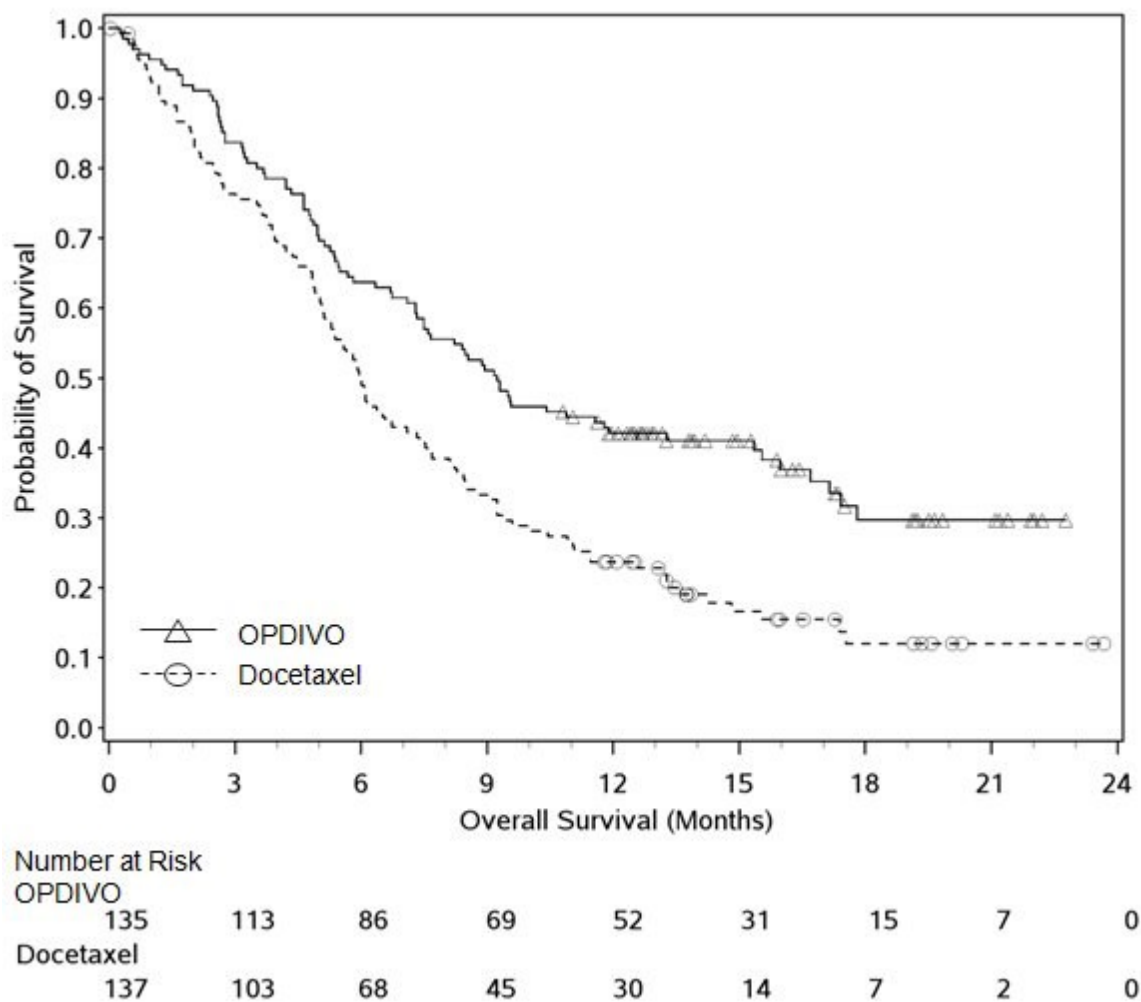 1.0
0.9
0.8
0.7
0.6
0.5
0.4
0.3
0.2
0.1
0.0
Probability of Survival
OPDIVO
Docetaxel
0 3 6 9 12 15 18 21 24
Overall Survival (Months)
Number at Risk
OPDIVO
135 113 86 69 52 31 15 7 0
Docetaxel
137 103 68 45 30 14 7 2 0